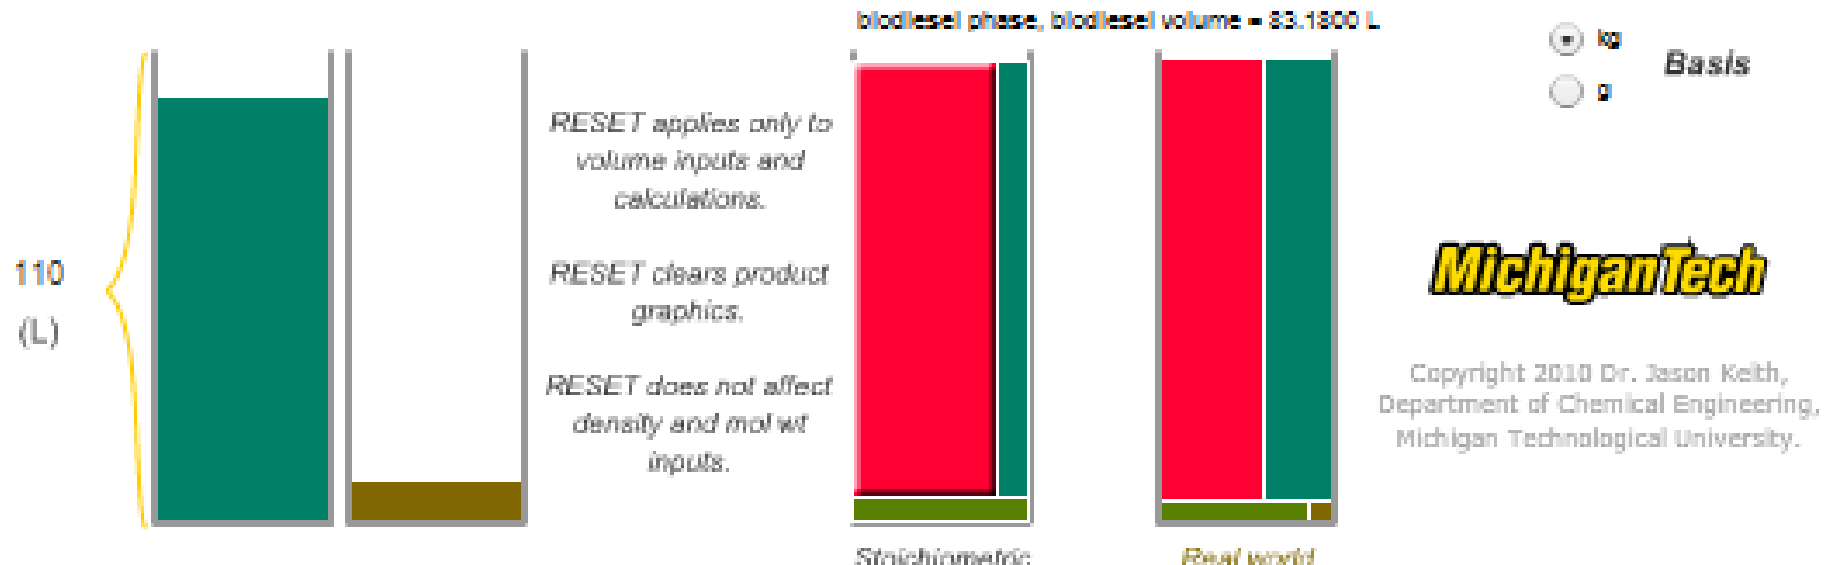 biodiesel phase, biodiesel volume = 83.1800 L
kg
g
Basis
110
(L)
RESET applies only to
volume inputs and
calculations.
RESET clears product
graphics.
RESET does not affect
density and mol wt
inputs.
MichiganTech
Copyright 2010 Dr. Jason Keith,
Department of Chemical Engineering,
Michigan Technological University.
Stoichiometric
Real world